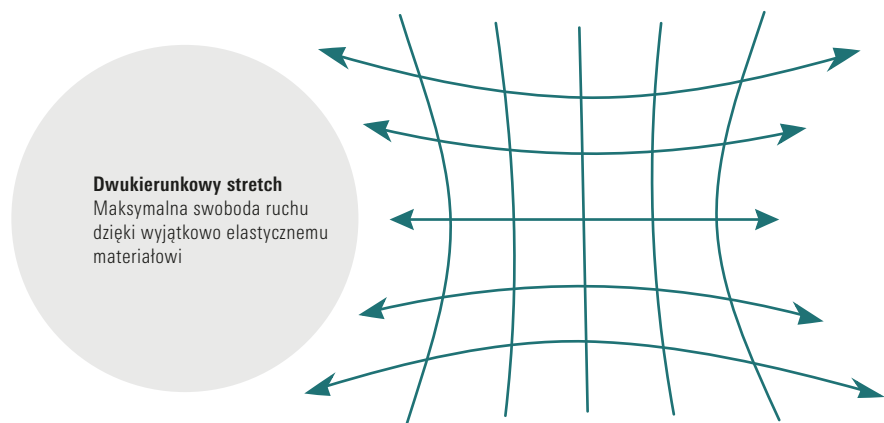 Dwukierunkowy stretch
Maksymalna swoboda ruchu
dzięki wyjątkowo elastycznemu
materiałowi